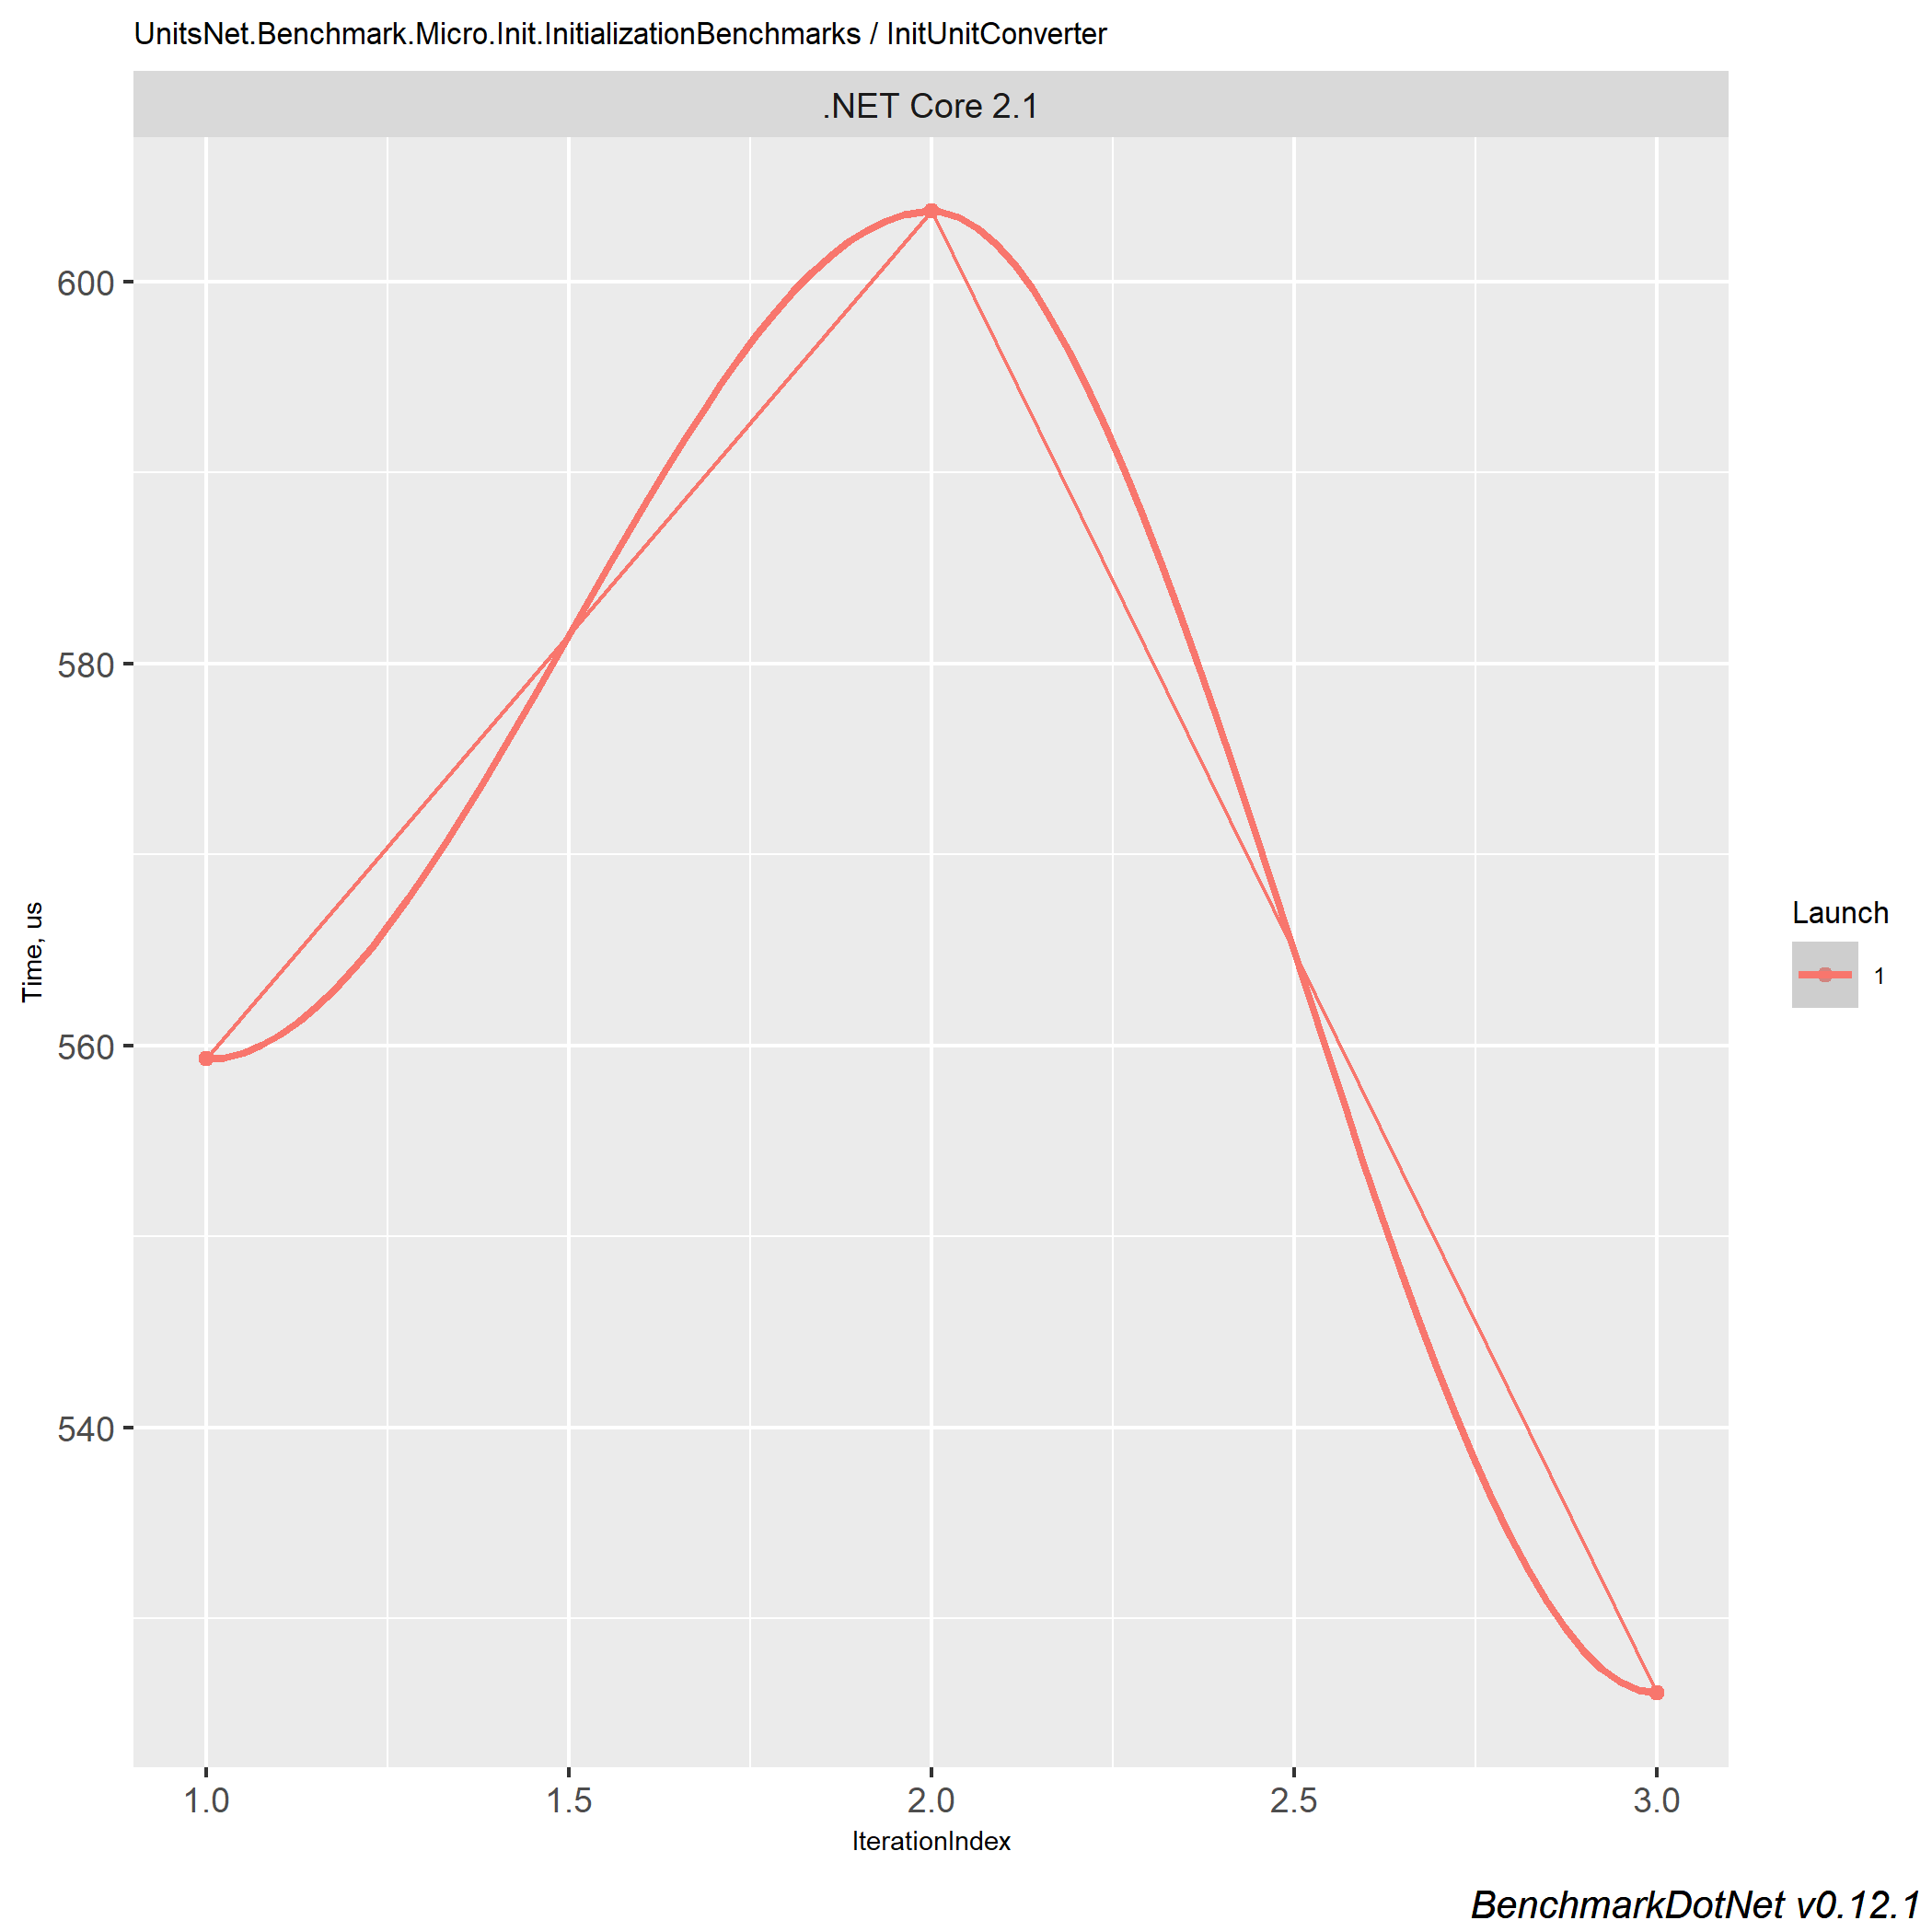 UnitsNet.Benchmark.Micro.Init.InitializationBenchmarks / InitUnitConverter
.NET Core 2.1
600
580
560
540
Time, us
1.0 1.5 2.0 2.5 3.0
IterationIndex
Launch
1
BenchmarkDotNet v0.12.1